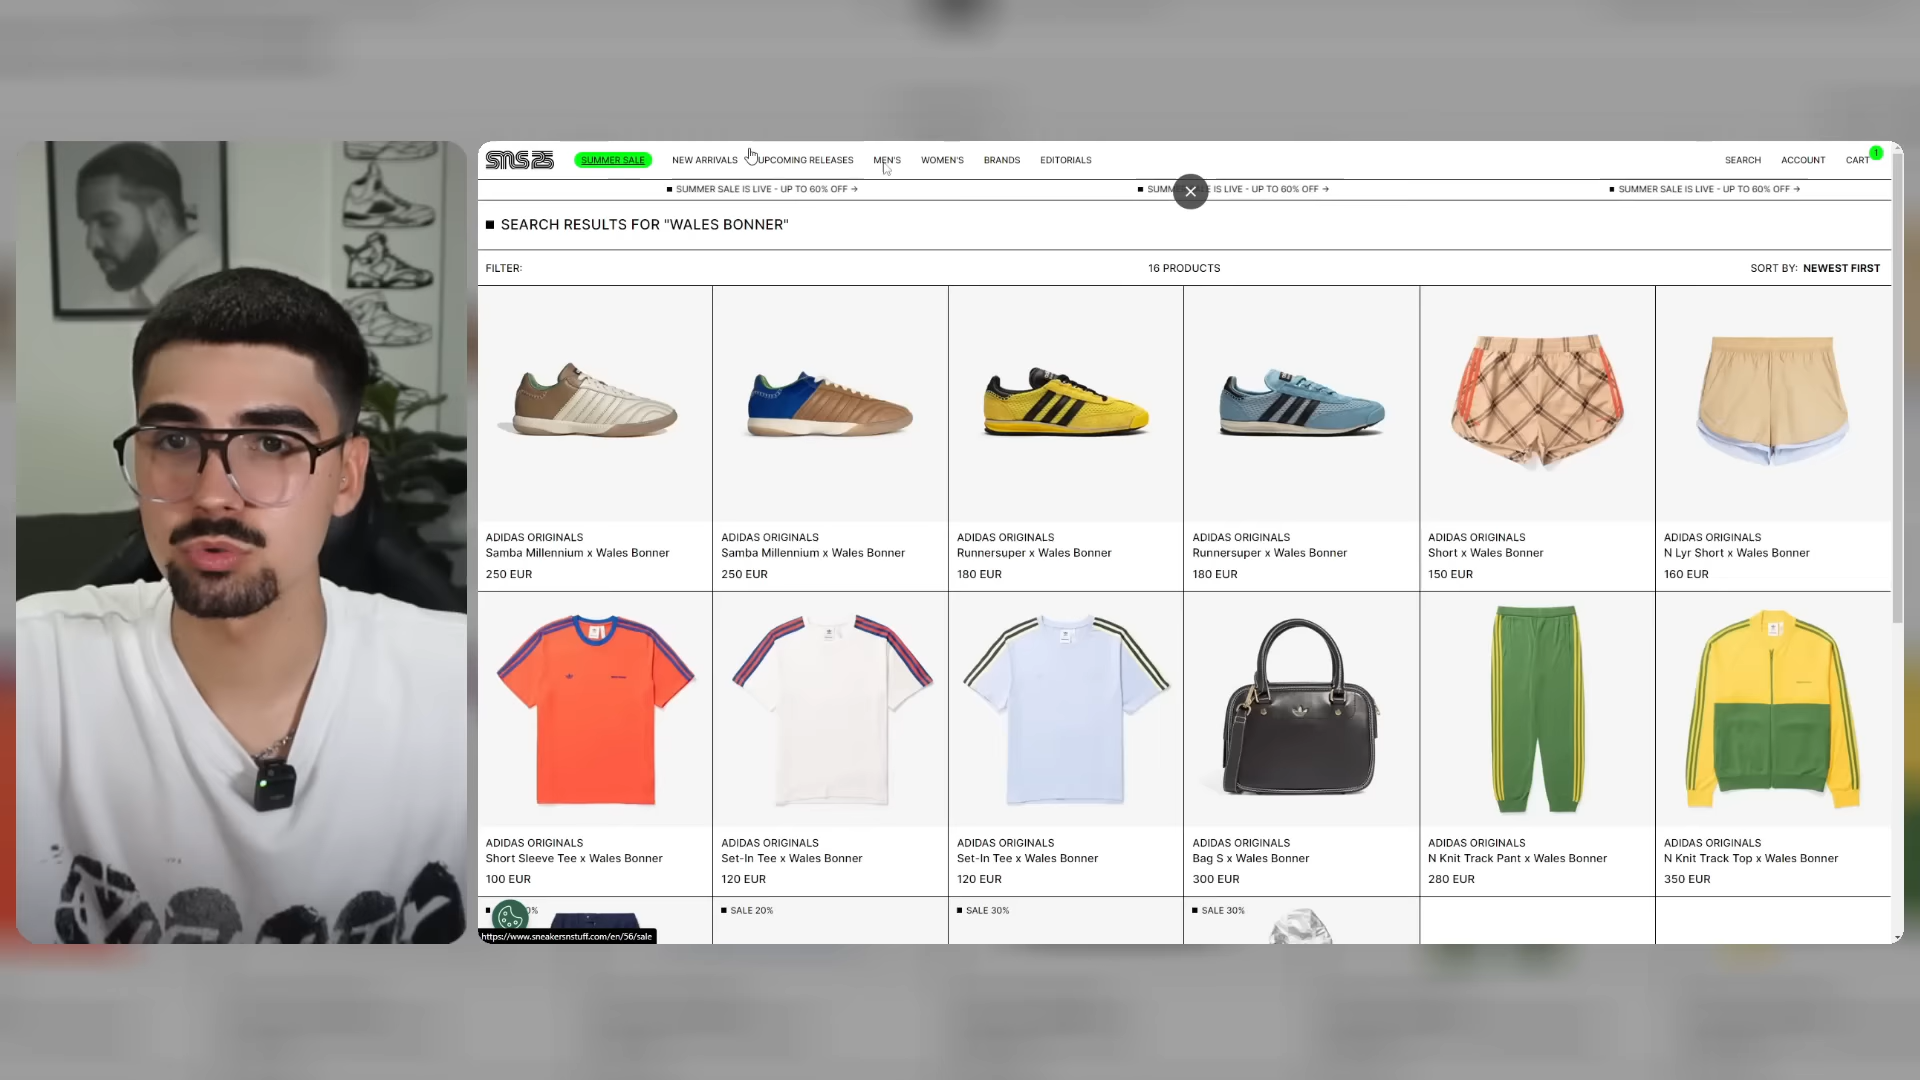 SNS 25
SUMMER SALE
NEW ARRIVALS
UPCOMING RELEASES
MEN'S
WOMEN'S
BRANDS
EDITORIALS
SEARCH
ACCOUNT
CART
1
SUMMER SALE IS LIVE - UP TO 60% OFF →
SUMMER SALE IS LIVE - UP TO 60% OFF →
SUMMER SALE IS LIVE - UP TO 60% OFF →
SEARCH RESULTS FOR "WALES BONNER"
FILTER:
16 PRODUCTS
SORT BY: NEWEST FIRST
ADIDAS ORIGINALS
Samba Millennium x Wales Bonner
250 EUR
ADIDAS ORIGINALS
Samba Millennium x Wales Bonner
250 EUR
ADIDAS ORIGINALS
Runnersuper x Wales Bonner
180 EUR
ADIDAS ORIGINALS
Runnersuper x Wales Bonner
180 EUR
ADIDAS ORIGINALS
Short x Wales Bonner
150 EUR
ADIDAS ORIGINALS
N Lyr Short x Wales Bonner
160 EUR
ADIDAS ORIGINALS
Short Sleeve Tee x Wales Bonner
100 EUR
ADIDAS ORIGINALS
Set-In Tee x Wales Bonner
120 EUR
ADIDAS ORIGINALS
Set-In Tee x Wales Bonner
120 EUR
ADIDAS ORIGINALS
Bag S x Wales Bonner
300 EUR
ADIDAS ORIGINALS
N Knit Track Pant x Wales Bonner
280 EUR
ADIDAS ORIGINALS
N Knit Track Top x Wales Bonner
350 EUR
SALE 20%
SALE 30%
SALE 30%
https://www.sneakersnstuff.com/en/56/sale